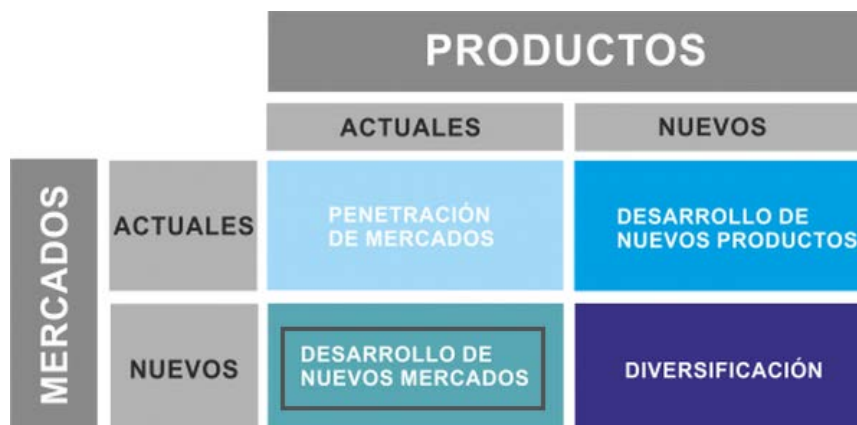 PRODUCTOS
ACTUALES
NUEVOS
MERCADOS
ACTUALES
PENETRACIÓN
DE MERCADOS
DESARROLLO DE
NUEVOS PRODUCTOS
NUEVOS
DESARROLLO DE
NUEVOS MERCADOS
DIVERSIFICACIÓN